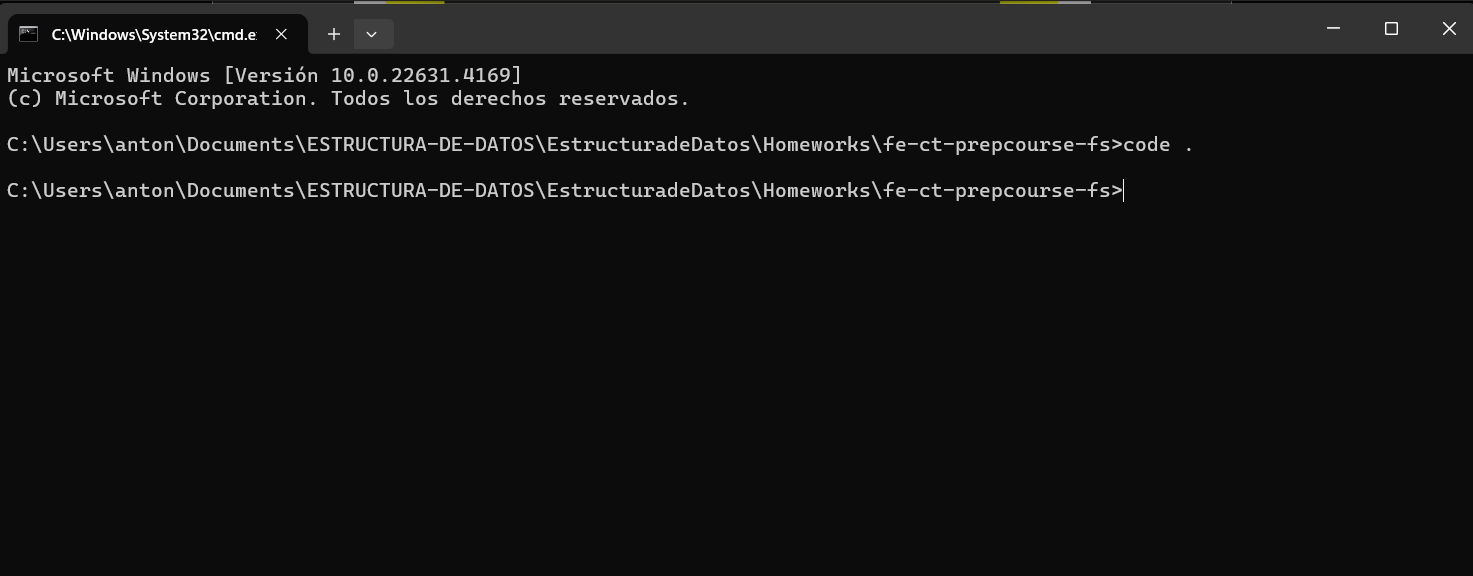 C:\Windows\System32\cmd.e
Microsoft Windows [Versión 10.0.22631.4169]
(c) Microsoft Corporation. Todos los derechos reservados.
C:\Users\anton\Documents\ESTRUCTURA-DE-DATOS\EstructuradeDatos\Homeworks\fe-ct-prepcourse-fs>code .
C:\Users\anton\Documents\ESTRUCTURA-DE-DATOS\EstructuradeDatos\Homeworks\fe-ct-prepcourse-fs>